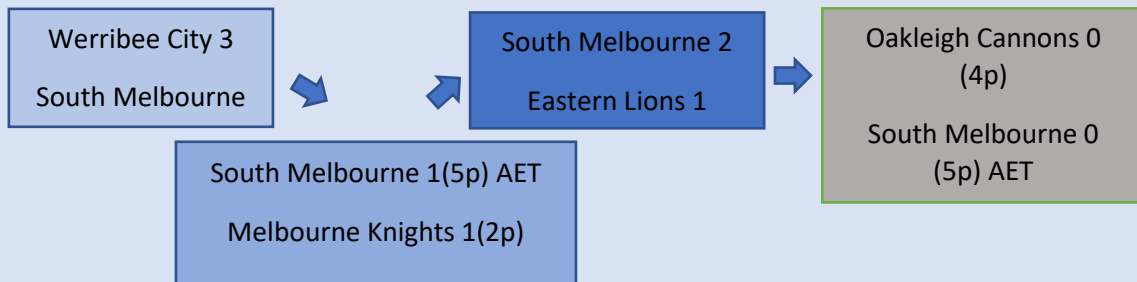 Werribee City 3
South Melbourne
South Melbourne 1(5p) AET
Melbourne Knights 1(2p)
South Melbourne 2
Eastern Lions 1
Oakleigh Cannons 0
(4p)
South Melbourne 0
(5p) AET